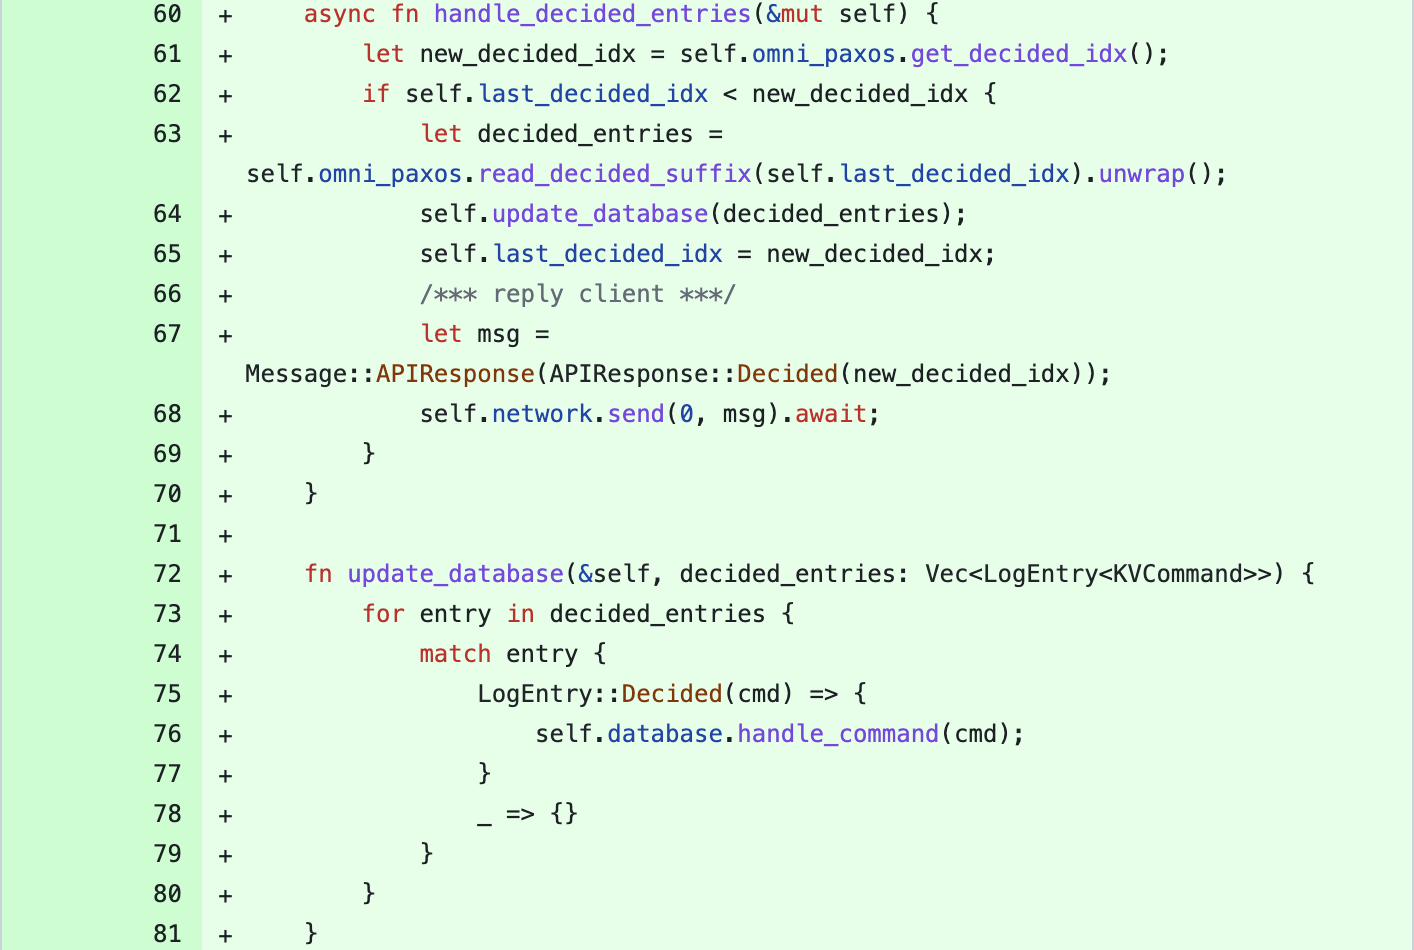 60 + async fn handle_decided_entries(&mut self) {
61 + let new_decided_idx = self.omni_paxos.get_decided_idx();
62 + if self.last_decided_idx < new_decided_idx {
63 + let decided_entries =
self.omni_paxos.read_decided_suffix(self.last_decided_idx).unwrap();
64 + self.update_database(decided_entries);
65 + self.last_decided_idx = new_decided_idx;
66 + /*** reply client ***/
67 + let msg =
Message::APIResponse(APIResponse::Decided(new_decided_idx));
68 + self.network.send(0, msg).await;
69 + }
70 + }
71 +
72 + fn update_database(&self, decided_entries: Vec<LogEntry<KVCommand>>) {
73 + for entry in decided_entries {
74 + match entry {
75 + LogEntry::Decided(cmd) => {
76 + self.database.handle_command(cmd);
77 + }
78 + _ => {}
79 + }
80 + }
81 + }